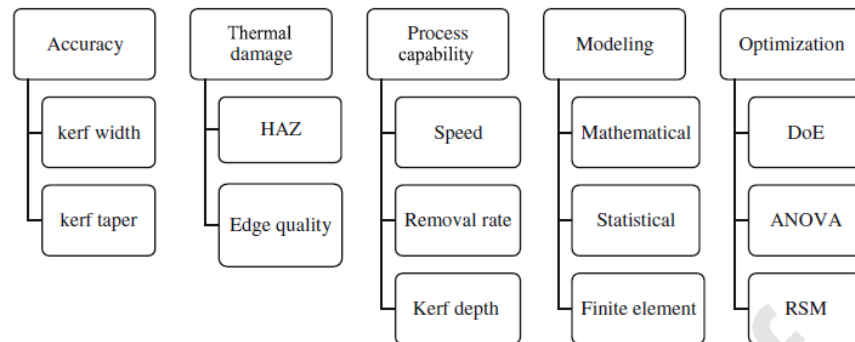 Accuracy
kerf width
kerf taper
Thermal
damage
HAZ
Edge quality
Process
capability
Speed
Removal rate
Kerf depth
Modeling
Mathematical
Statistical
Finite element
Optimization
DoE
ANOVA
RSM